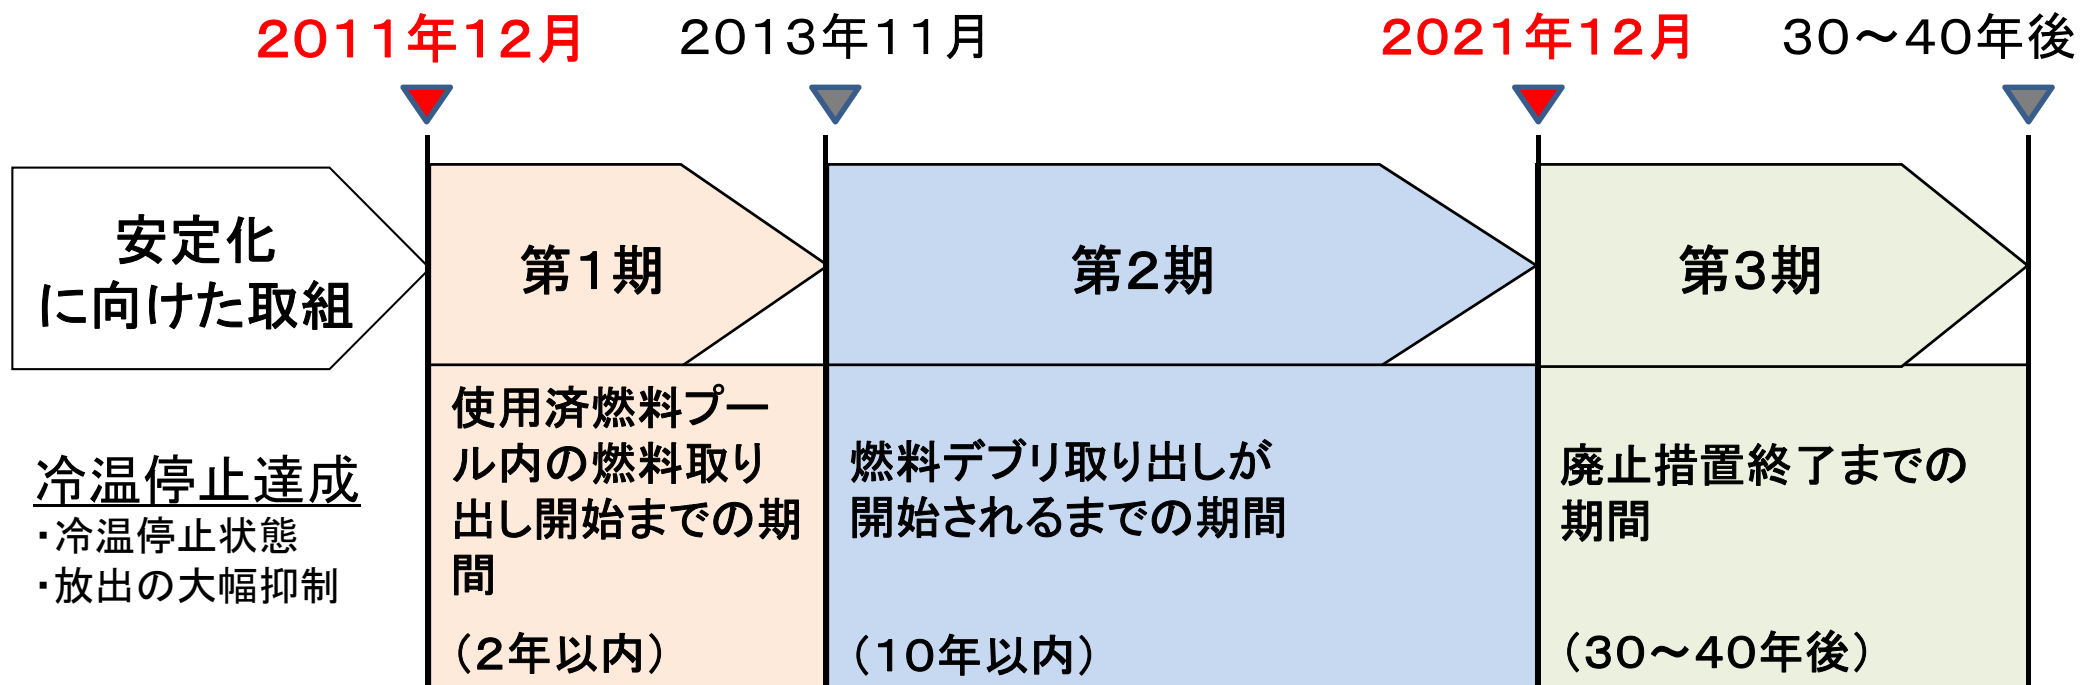 2011年12月
2013年11月
2021年12月
30～40年後
安定化
に向けた取組
第1期
第2期
第3期
冷温停止達成
・冷温停止状態
・放出の大幅抑制
使用済燃料プー
ル内の燃料取り
出し開始までの期
間
（2年以内）
燃料デブリ取り出しが
開始されるまでの期間
（10年以内）
廃止措置終了までの
期間
（30～40年後）